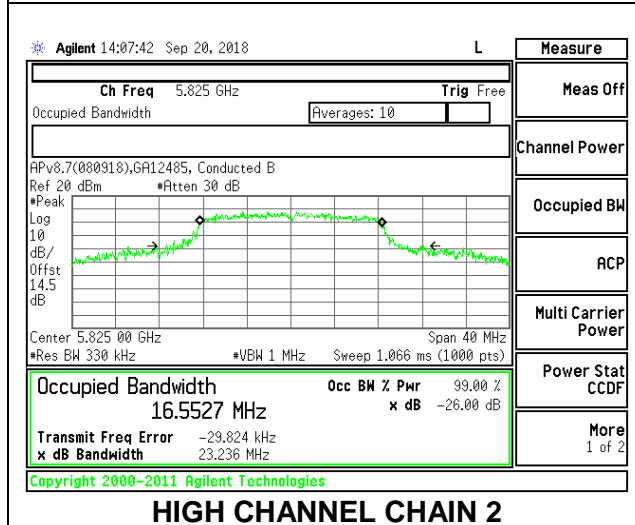 Agilent 14:07:42 Sep 20, 2018 L
Measure
Ch Freq 5.825 GHz Trig Free
Meas Off
Occupied Bandwidth Averages: 10
Channel Power
APv8.7(080918),GA12485, Conducted B
Ref 20 dBm #Atten 30 dB
#Peak
Log
10
dB/
Offst
14.5
dB
Occupied BW
ACP
Multi Carrier
Power
Center 5.825 00 GHz Span 40 MHz
#Res BW 330 kHz #VBW 1 MHz Sweep 1.066 ms (1000 pts)
Power Stat
CCDF
Occupied Bandwidth Occ BW % Pwr 99.00 %
16.5527 MHz x dB -26.00 dB
Transmit Freq Error -29.824 kHz
x dB Bandwidth 23.236 MHz
More
1 of 2
Copyright 2000-2011 Agilent Technologies
HIGH CHANNEL CHAIN 2